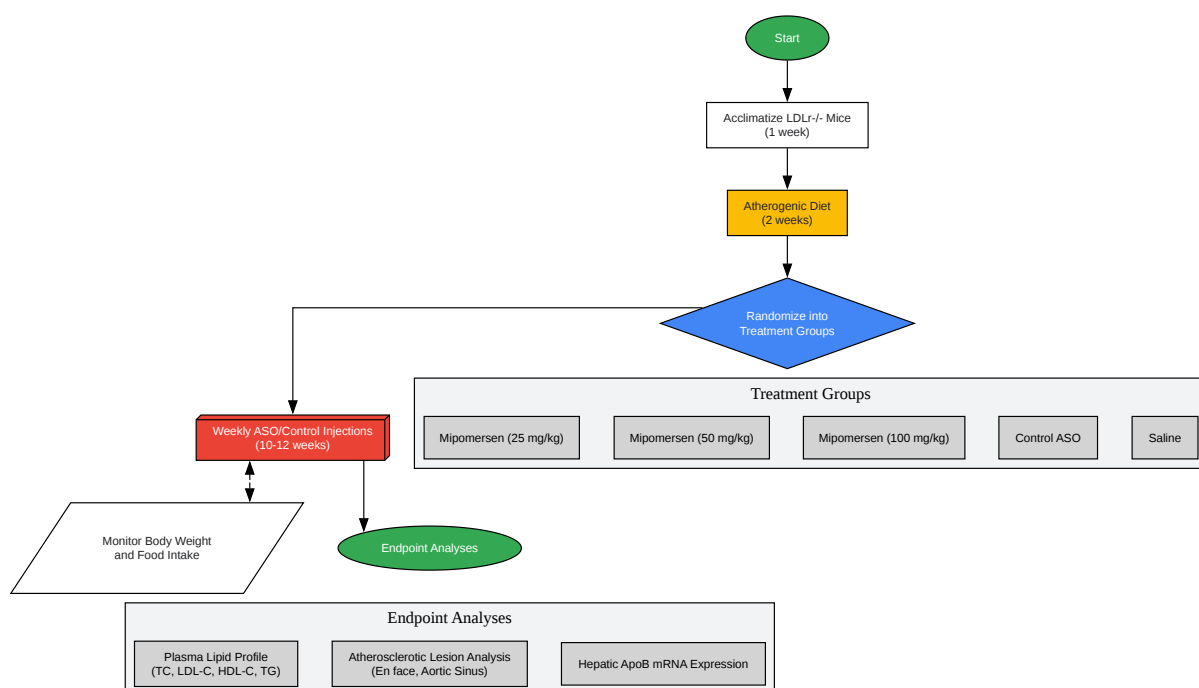 Start
Acclimatize LDLr-/- Mice
(1 week)
Atherogenic Diet
(2 weeks)
Randomize into
Treatment Groups
Treatment Groups
Mipomersen (25 mg/kg)
Mipomersen (50 mg/kg)
Mipomersen (100 mg/kg)
Control ASO
Saline
Weekly ASO/Control Injections
(10-12 weeks)
Monitor Body Weight
and Food Intake
Endpoint Analyses
Endpoint Analyses
Plasma Lipid Profile
(TC, LDL-C, HDL-C, TG)
Atherosclerotic Lesion Analysis
(En face, Aortic Sinus)
Hepatic ApoB mRNA Expression